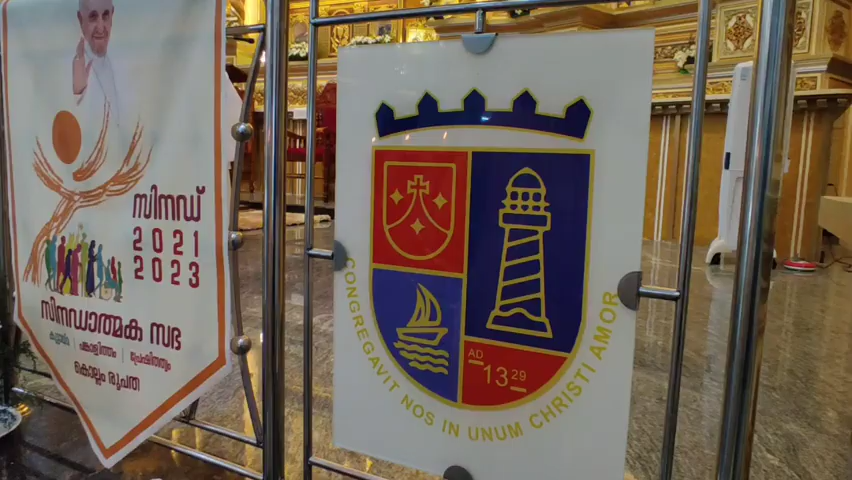 സിനഡ്
2021
2023
സിനഡാത്മക സഭ
കൂട്ടായ്മ | പങ്കാളിത്തം | പ്രേഷിതത്വം
കൊല്ലം രൂപത
AD
1329
CONGREGAVIT NOS IN UNUM CHRISTI AMOR